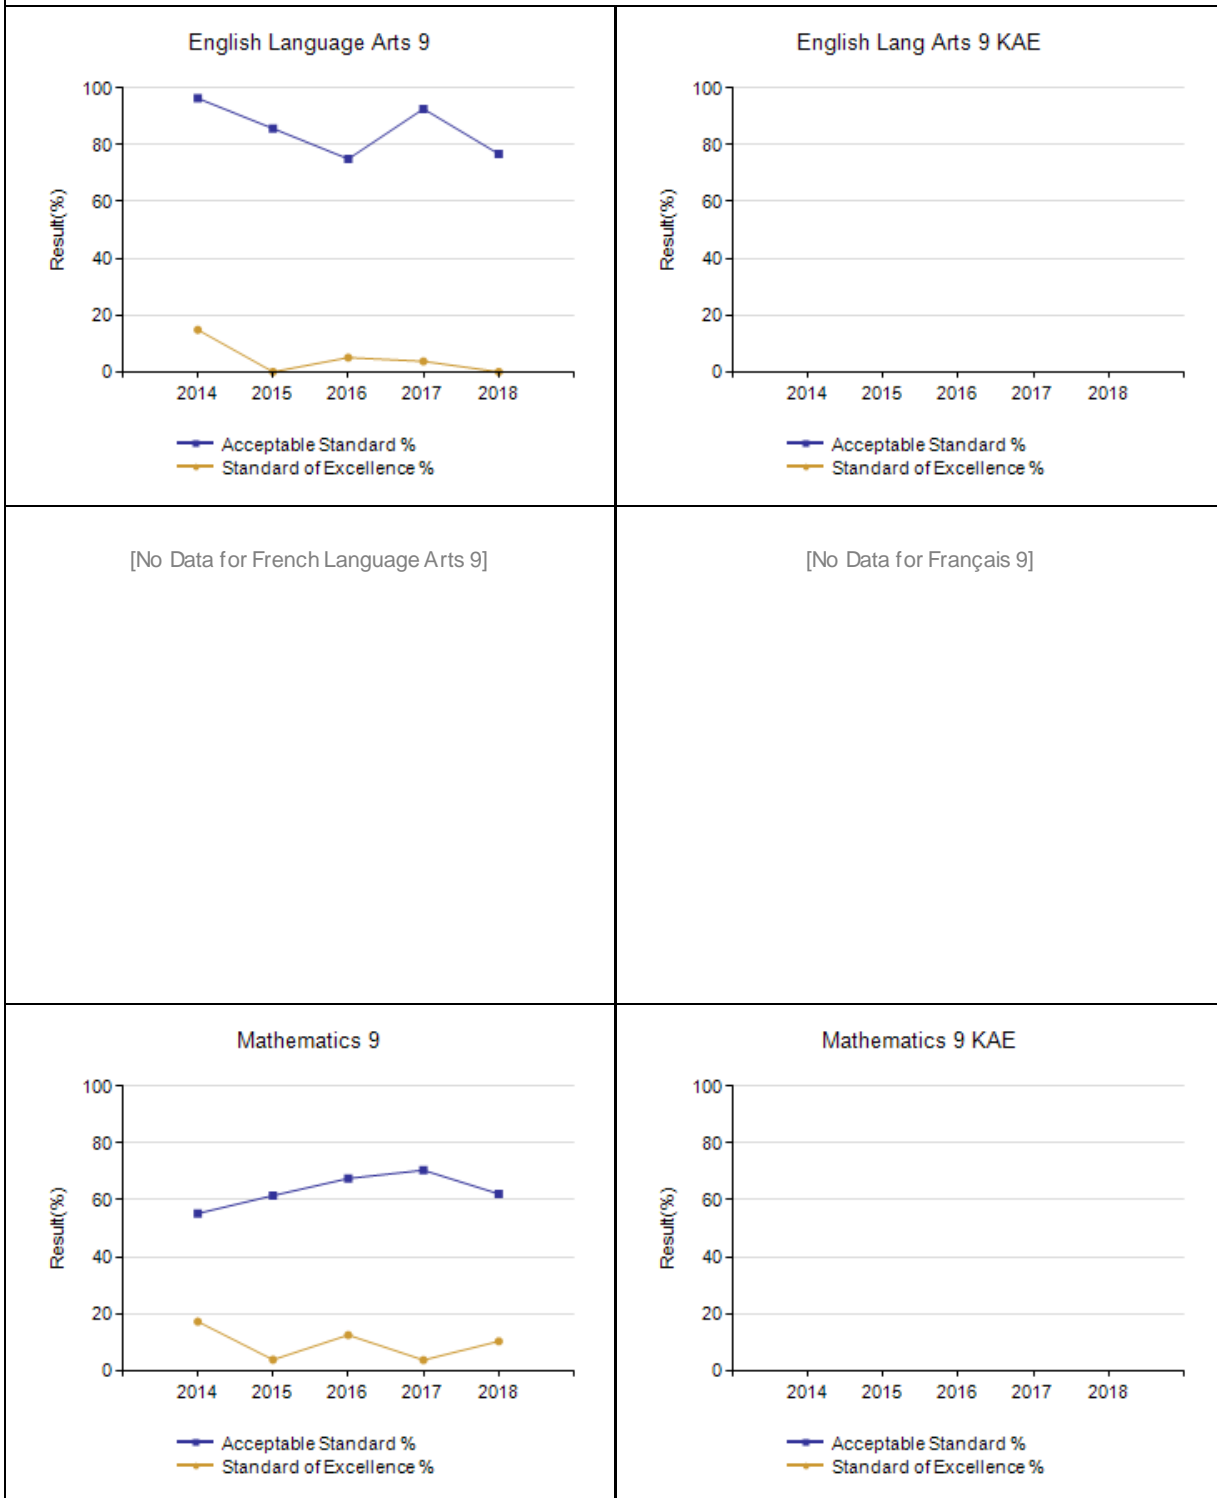 English Language Arts 9
100
80
60
40
20
0
Result(%)
2014 2015 2016 2017 2018
Acceptable Standard %
Standard of Excellence %
English Lang Arts 9 KAE
100
80
60
40
20
0
Result(%)
2014 2015 2016 2017 2018
Acceptable Standard %
Standard of Excellence %
[No Data for French Language Arts 9]
[No Data for Français 9]
Mathematics 9
100
80
60
40
20
0
Result(%)
2014 2015 2016 2017 2018
Acceptable Standard %
Standard of Excellence %
Mathematics 9 KAE
100
80
60
40
20
0
Result(%)
2014 2015 2016 2017 2018
Acceptable Standard %
Standard of Excellence %